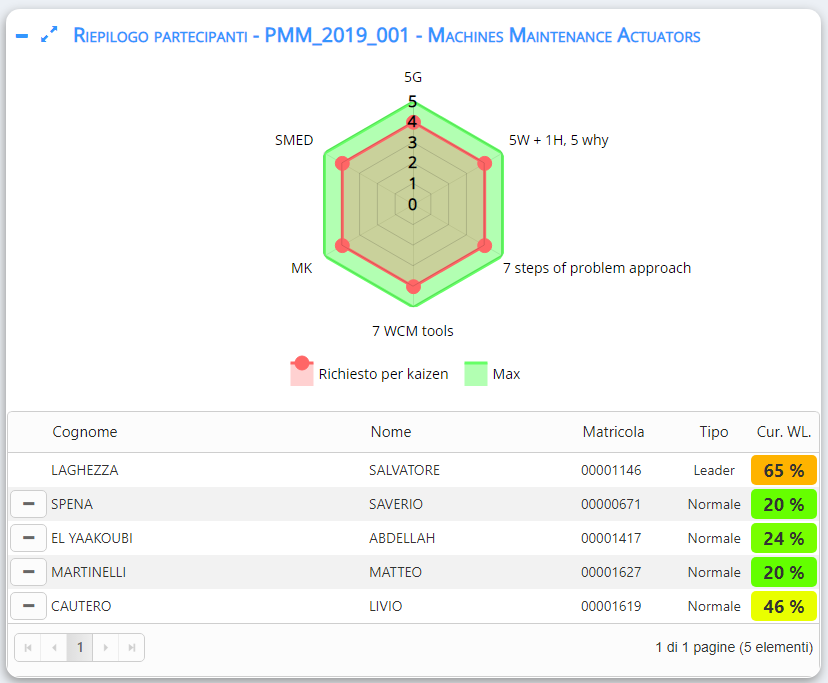 Riepilogo partecipanti - PMM_2019_001 - Machines Maintenance Actuators
5G
5
4
3
2
1
0
SMED
5W + 1H, 5 why
MK
7 steps of problem approach
7 WCM tools
Richiesto per kaizen Max
Cognome Nome Matricola Tipo Cur. WL.
LAGHEZZA SALVATORE 00001146 Leader 65 %
SPENA SAVERIO 00000671 Normale 20 %
EL YAAKOUBI ABDELLAH 00001417 Normale 24 %
MARTINELLI MATTEO 00001627 Normale 20 %
CAUTERO LIVIO 00001619 Normale 46 %
1 1 di 1 pagine (5 elementi)